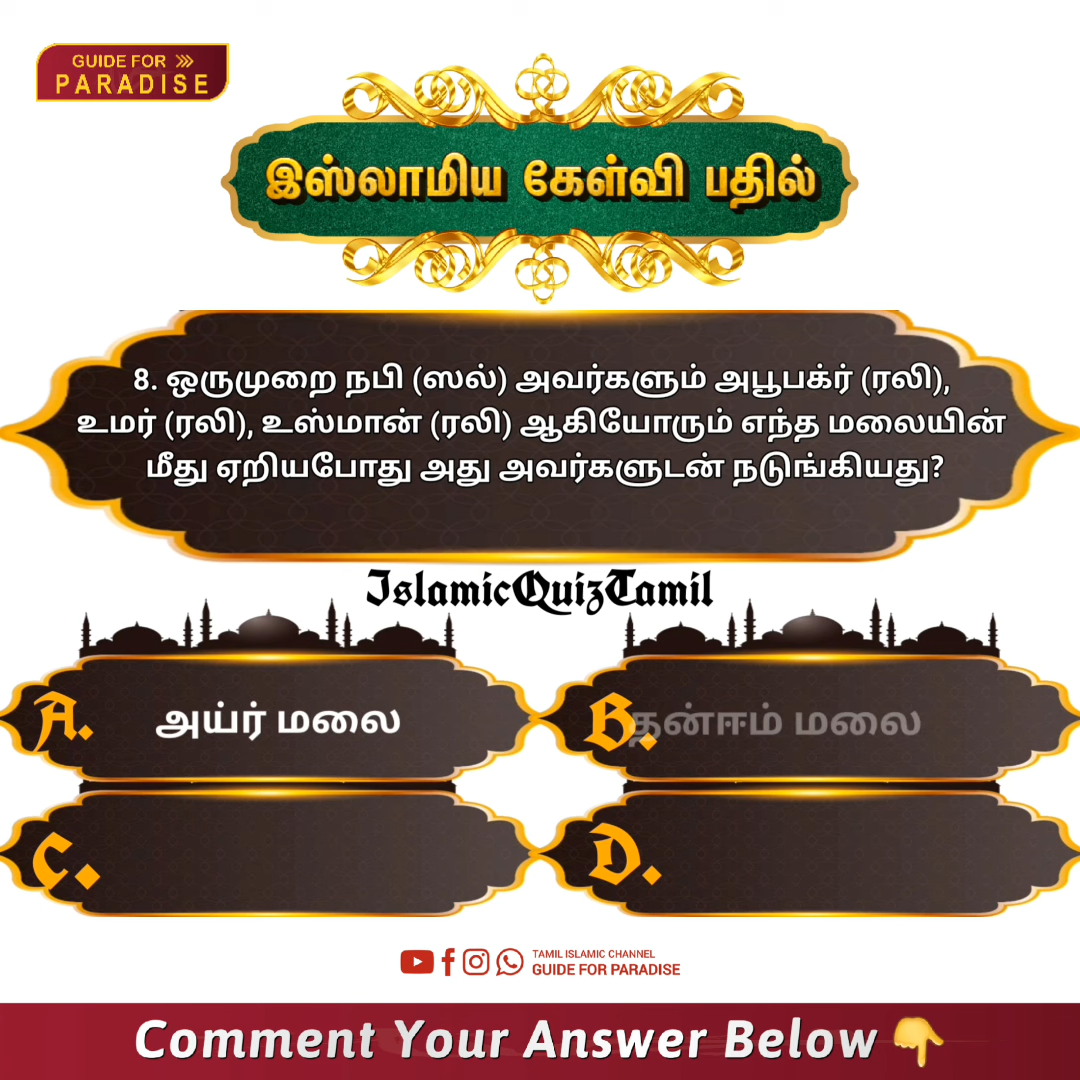 GUIDE FOR
PARADISE
இஸ்லாமிய கேள்வி பதில்
8. ஒருமுறை நபி (ஸல்) அவர்களும் அபூபக்ர் (ரலி),
உமர் (ரலி), உஸ்மான் (ரலி) ஆகியோரும் எந்த மலையின்
மீது ஏறியபோது அது அவர்களுடன் நடுங்கியது?
IslamicQuizTamil
A. அய்ர் மலை
B. தன்ஈம் மலை
C.
D.
TAMIL ISLAMIC CHANNEL
GUIDE FOR PARADISE
Comment Your Answer Below